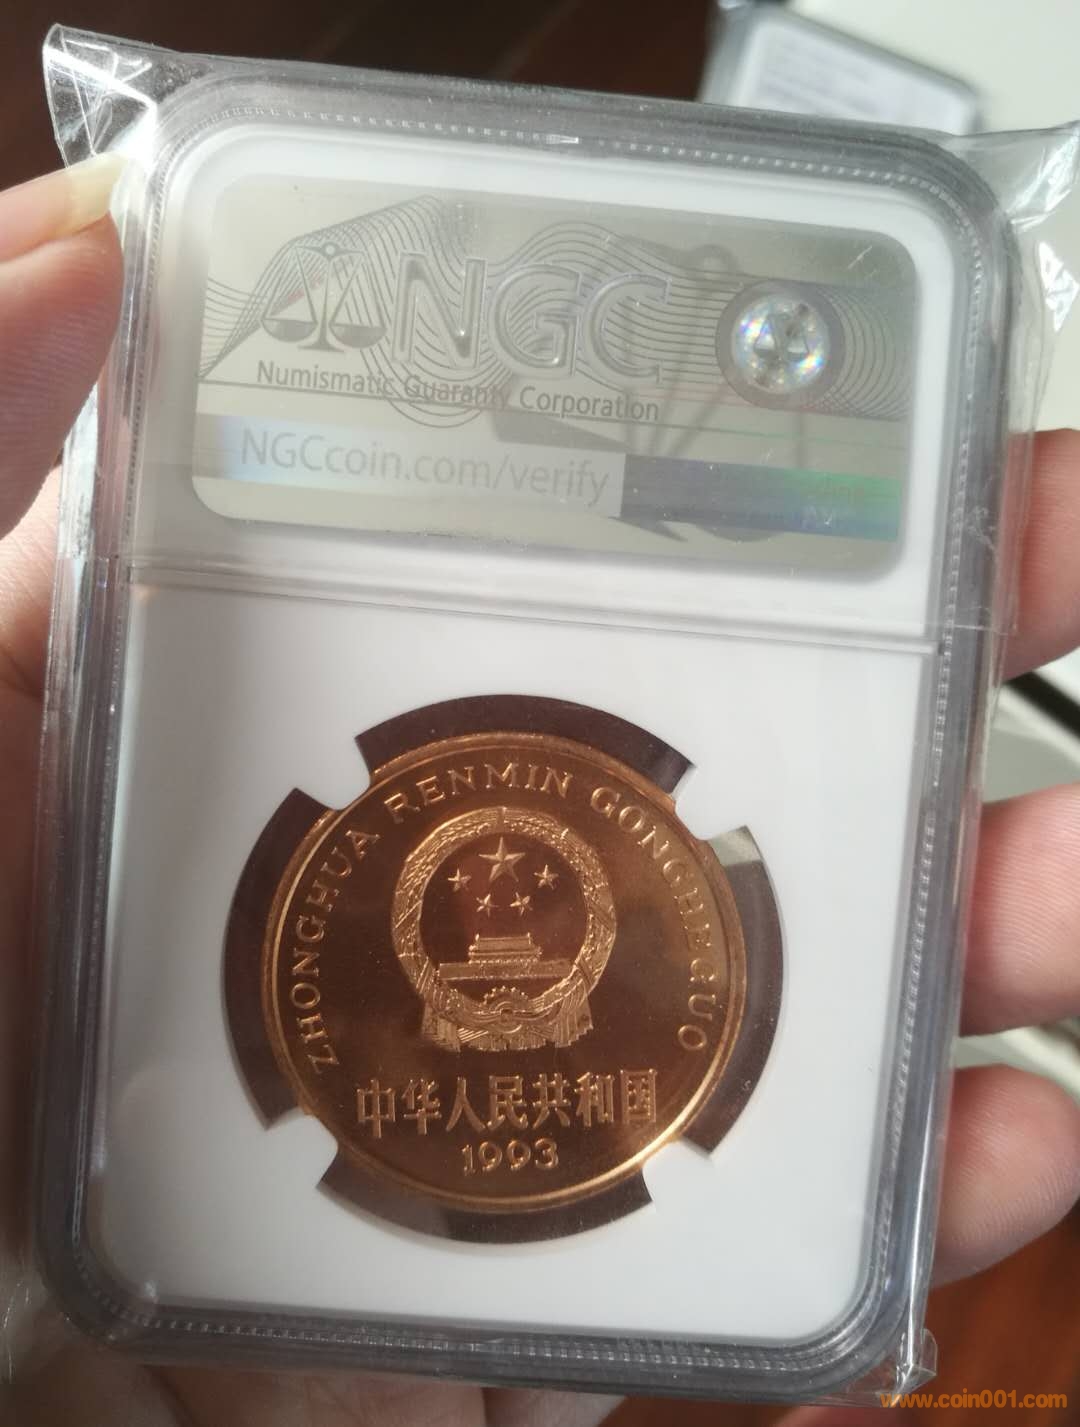 NGC
Numismatic Guaranty Corporation
NGCcoin.com/verify
ZHONGHUA RENMIN GONGHEGUO
中华人民共和国
1993
www.coin001.com